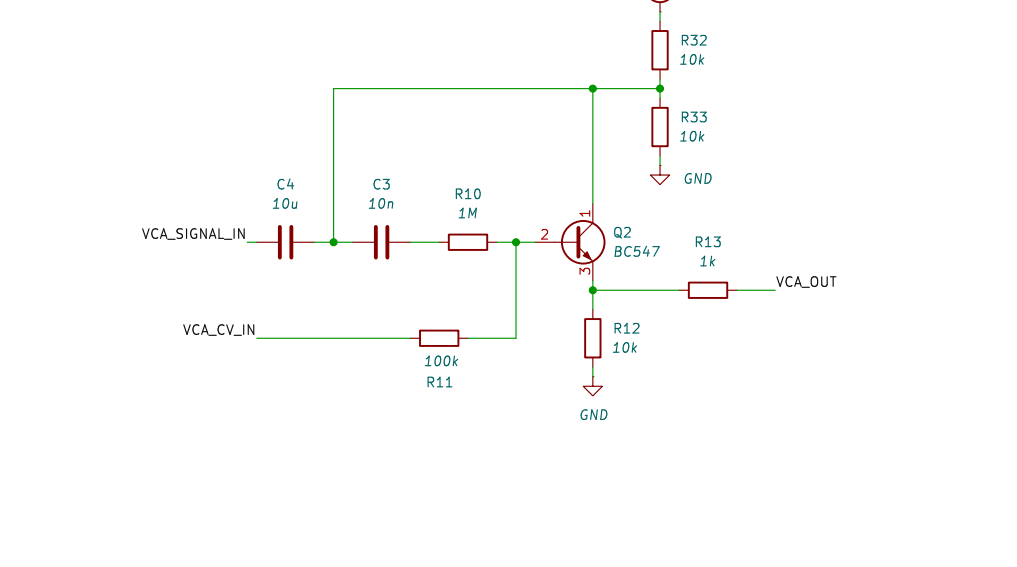 R32
10k
R33
10k
GND
C4
10u
C3
10n
R10
1M
VCA_SIGNAL_IN
1
2
3
Q2
BC547
R13
1k
VCA_OUT
VCA_CV_IN
100k
R11
R12
10k
GND